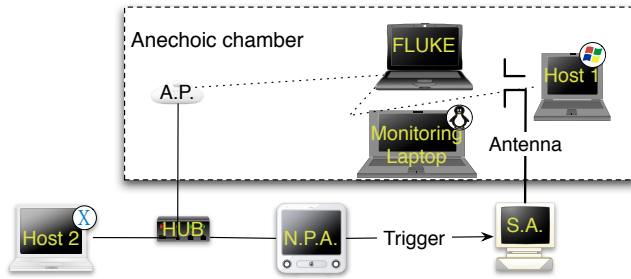 Anechoic chamber
FLUKE
Host 1
A.P.
Monitoring
Laptop
Antenna
Host 2
X
HUB
N.P.A.
Trigger
S.A.